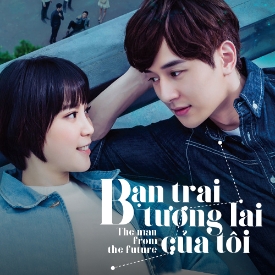 Bạn trai
tương lai
The man
from
the future
của tôi